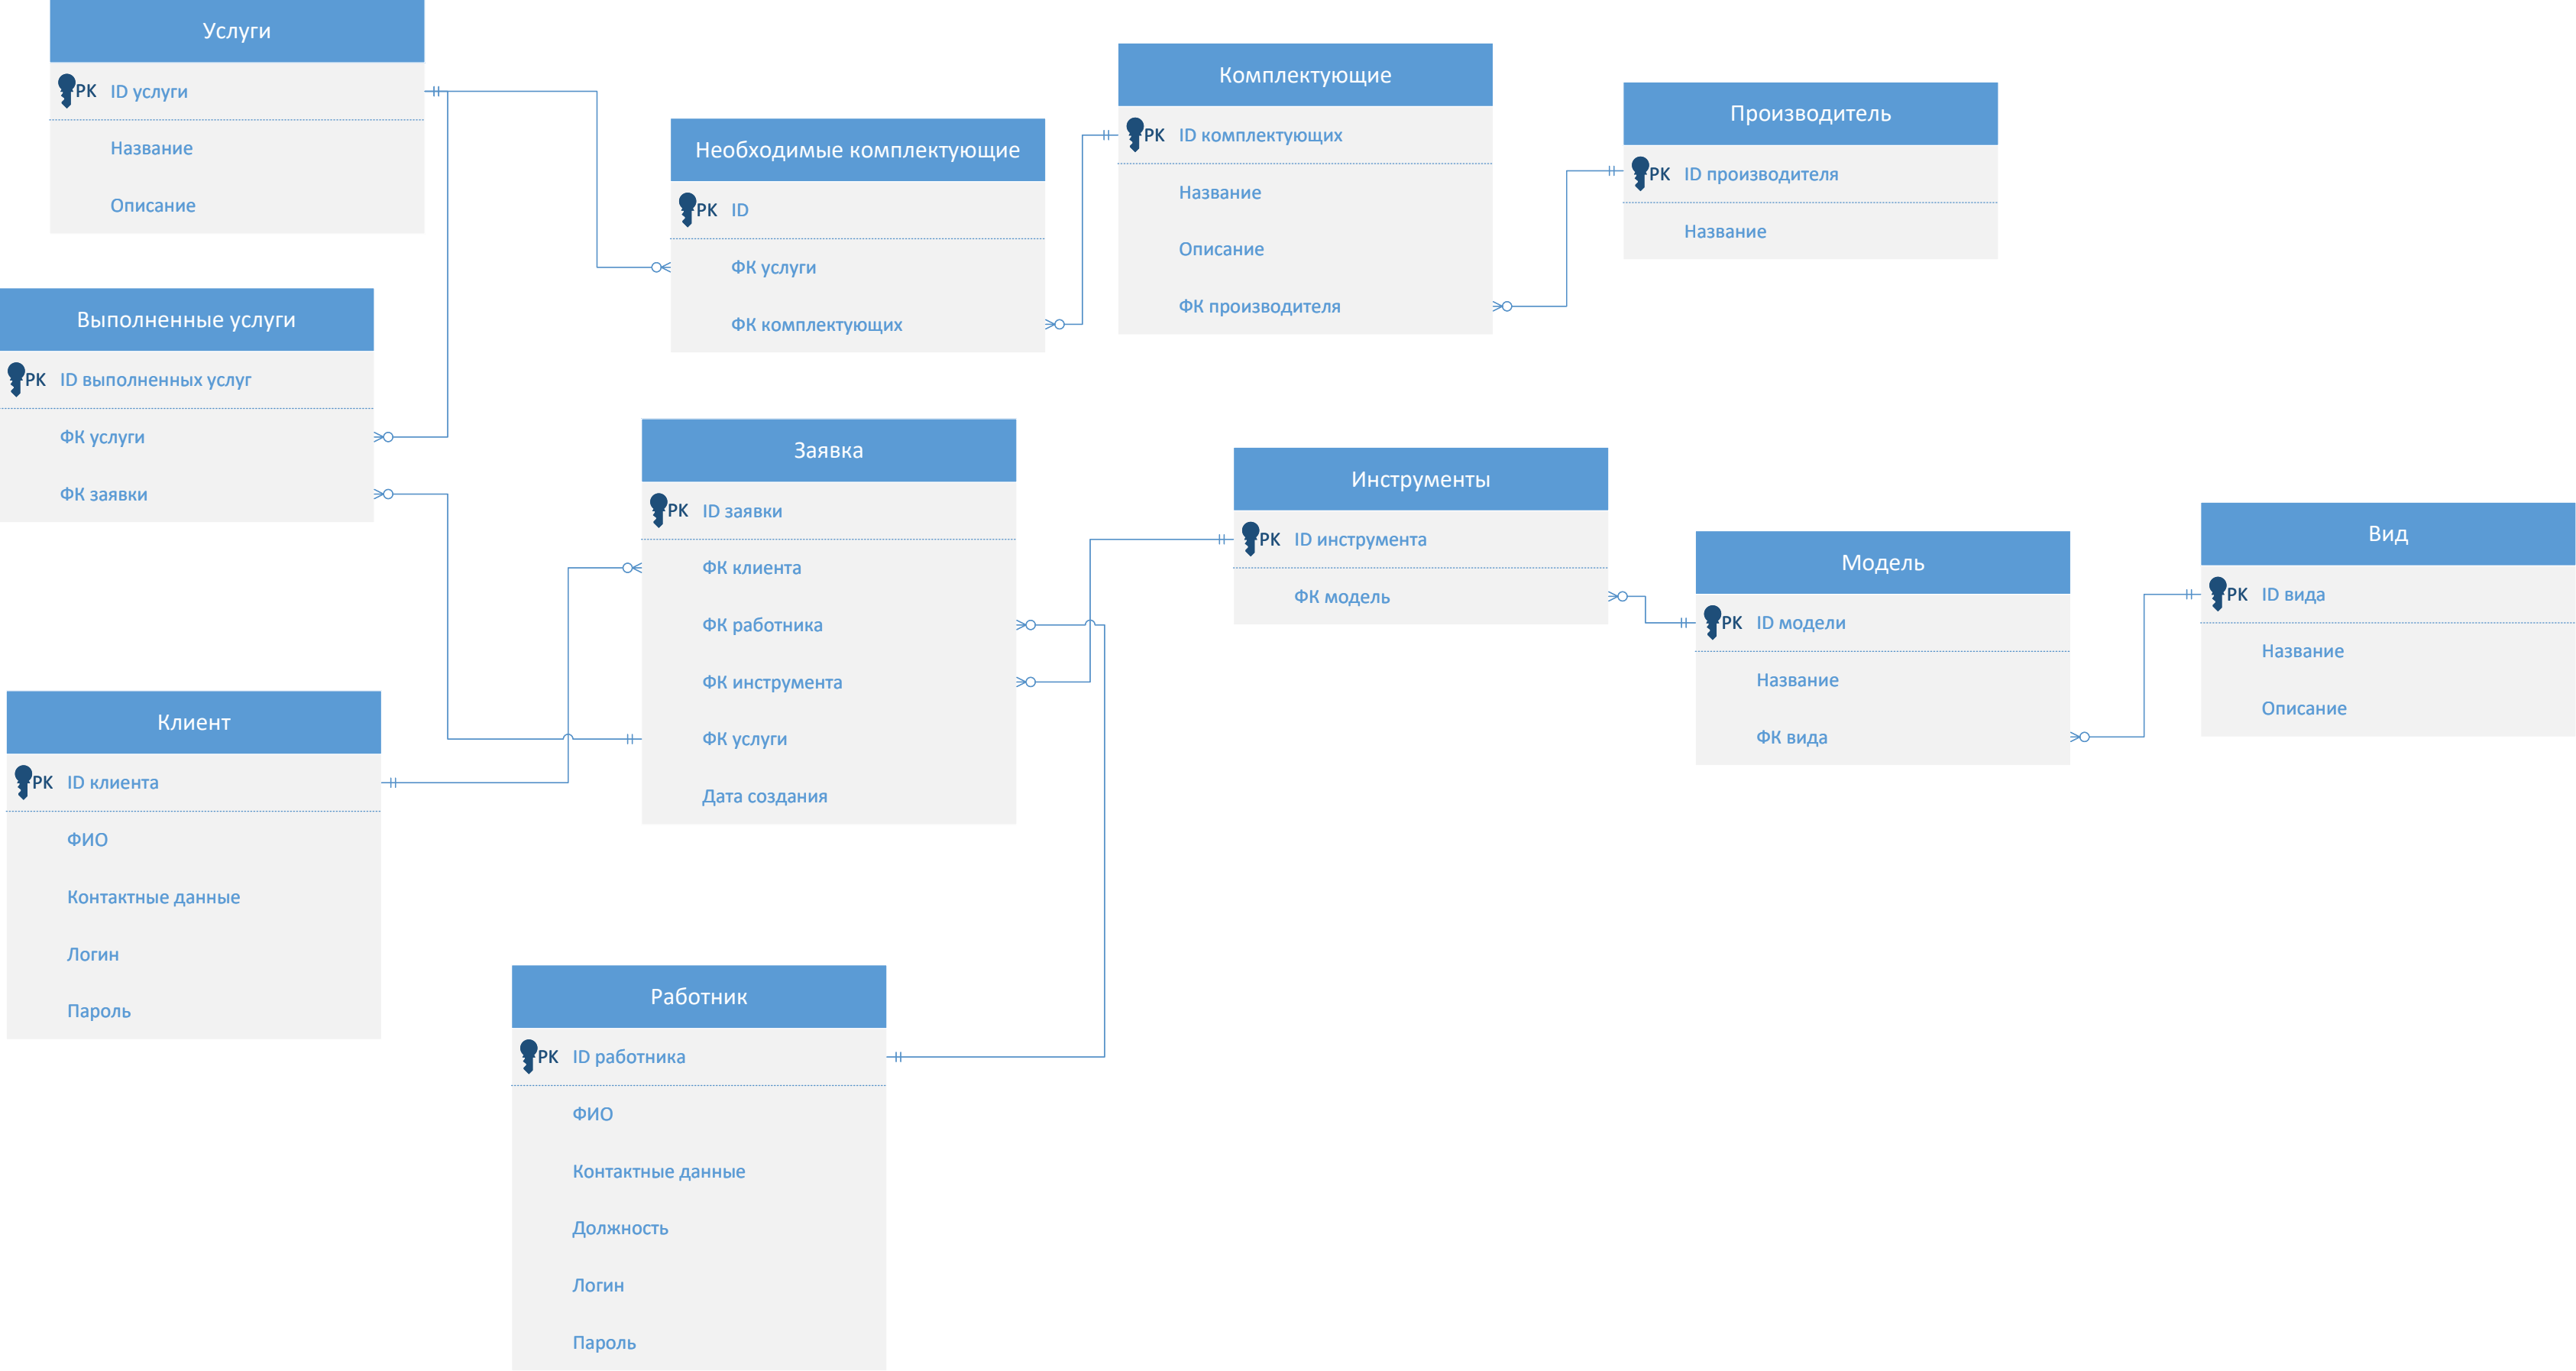 Услуги
PK ID услуги
Название
Описание
Необходимые комплектующие
PK ID
ФК услуги
ФК комплектующих
Комплектующие
PK ID комплектующих
Название
Описание
ФК производителя
Производитель
PK ID производителя
Название
Выполненные услуги
PK ID выполненных услуг
ФК услуги
ФК заявки
Заявка
PK ID заявки
ФК клиента
ФК работника
ФК инструмента
ФК услуги
Дата создания
Инструменты
PK ID инструмента
ФК модель
Модель
PK ID модели
Название
ФК вида
Вид
PK ID вида
Название
Описание
Клиент
PK ID клиента
ФИО
Контактные данные
Логин
Пароль
Работник
PK ID работника
ФИО
Контактные данные
Должность
Логин
Пароль